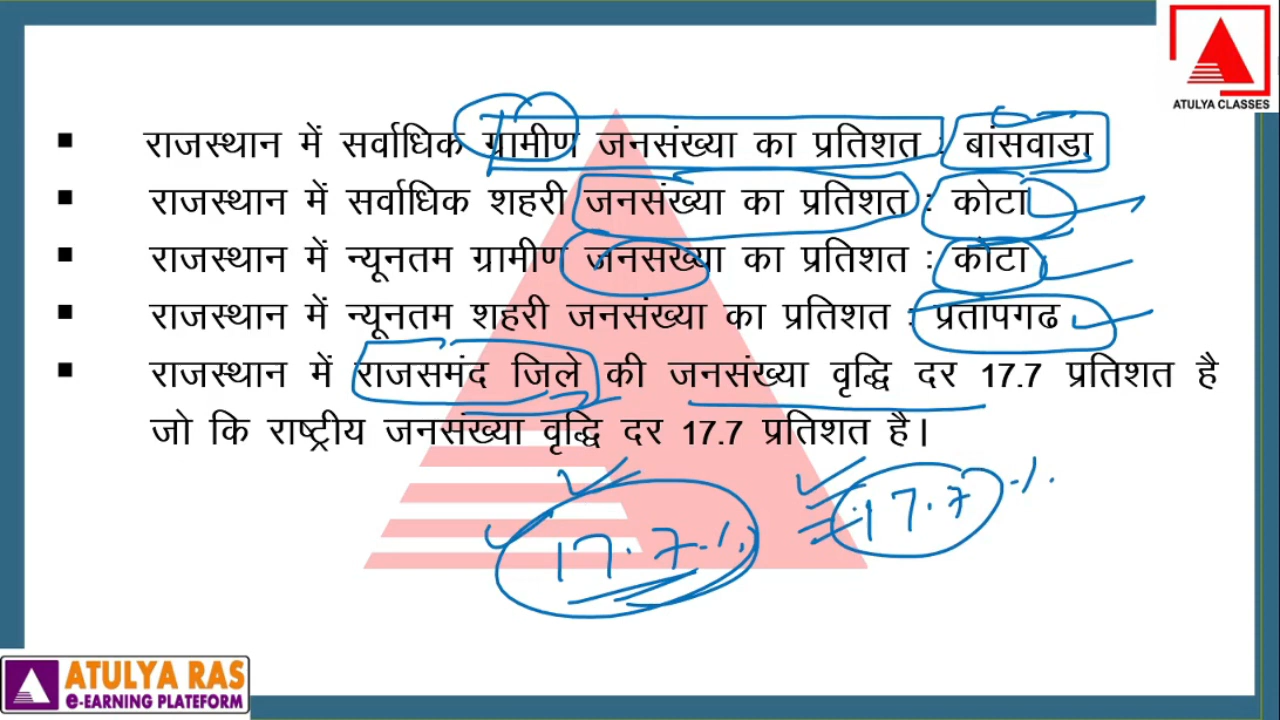 ATULYA CLASSES
▪ राजस्थान में सर्वाधिक ग्रामीण जनसंख्या का प्रतिशत : बांसवाडा
▪ राजस्थान में सर्वाधिक शहरी जनसंख्या का प्रतिशत : कोटा
▪ राजस्थान में न्यूनतम ग्रामीण जनसंख्या का प्रतिशत : कोटा
▪ राजस्थान में न्यूनतम शहरी जनसंख्या का प्रतिशत : प्रतापगढ
▪ राजस्थान में राजसमंद जिले की जनसंख्या वृद्धि दर 17.7 प्रतिशत है
जो कि राष्ट्रीय जनसंख्या वृद्धि दर 17.7 प्रतिशत है।
17.7%
17.7%
ATULYA RAS
e-EARNING PLATEFORM